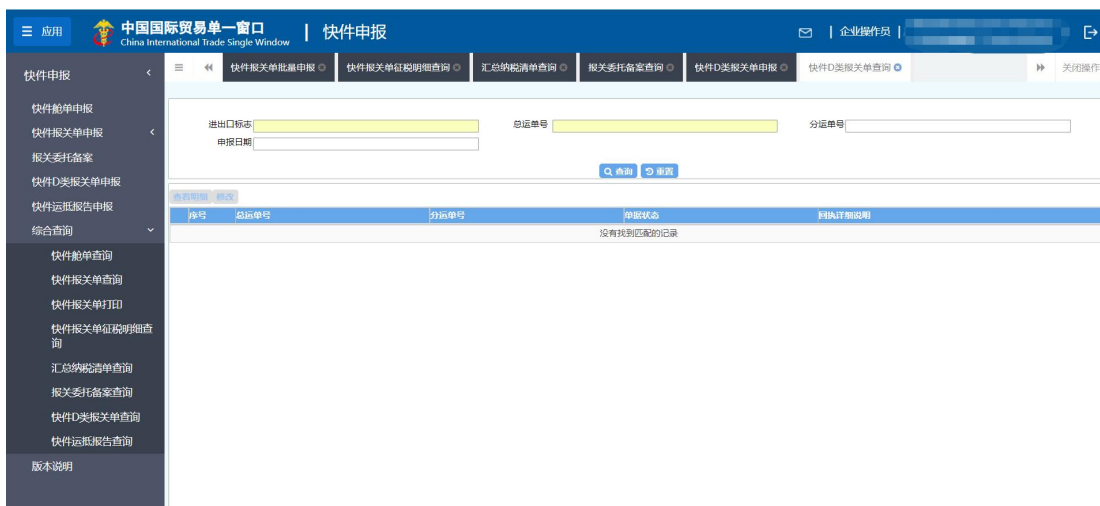 应用
中国国际贸易单一窗口
China International Trade Single Window
快件申报
企业操作员
快件申报
快件报关单批量申报
快件报关单征税明细查询
汇总纳税清单查询
报关委托备案查询
快件D类报关单申报
快件D类报关单查询
关闭操作
快件舱单申报
快件报关单申报
报关委托备案
快件D类报关单申报
快件运抵报告申报
综合查询
快件舱单查询
快件报关单查询
快件报关单打印
快件报关单征税明细查
询
汇总纳税清单查询
报关委托备案查询
快件D类报关单查询
快件运抵报告查询
版本说明
进出口标志
总运单号
分运单号
申报日期
查询
重置
查看明细
修改
序号
总运单号
分运单号
单据状态
回执详细说明
没有找到匹配的记录